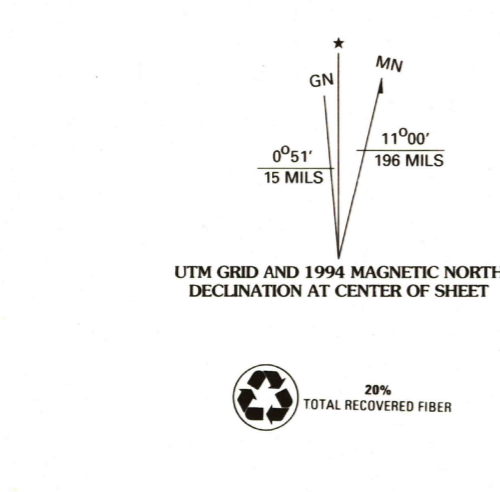 ★
GN
MN
0°51'
15 MILS
11°00'
196 MILS
UTM GRID AND 1994 MAGNETIC NORTH
DECLINATION AT CENTER OF SHEET
20%
TOTAL RECOVERED FIBER